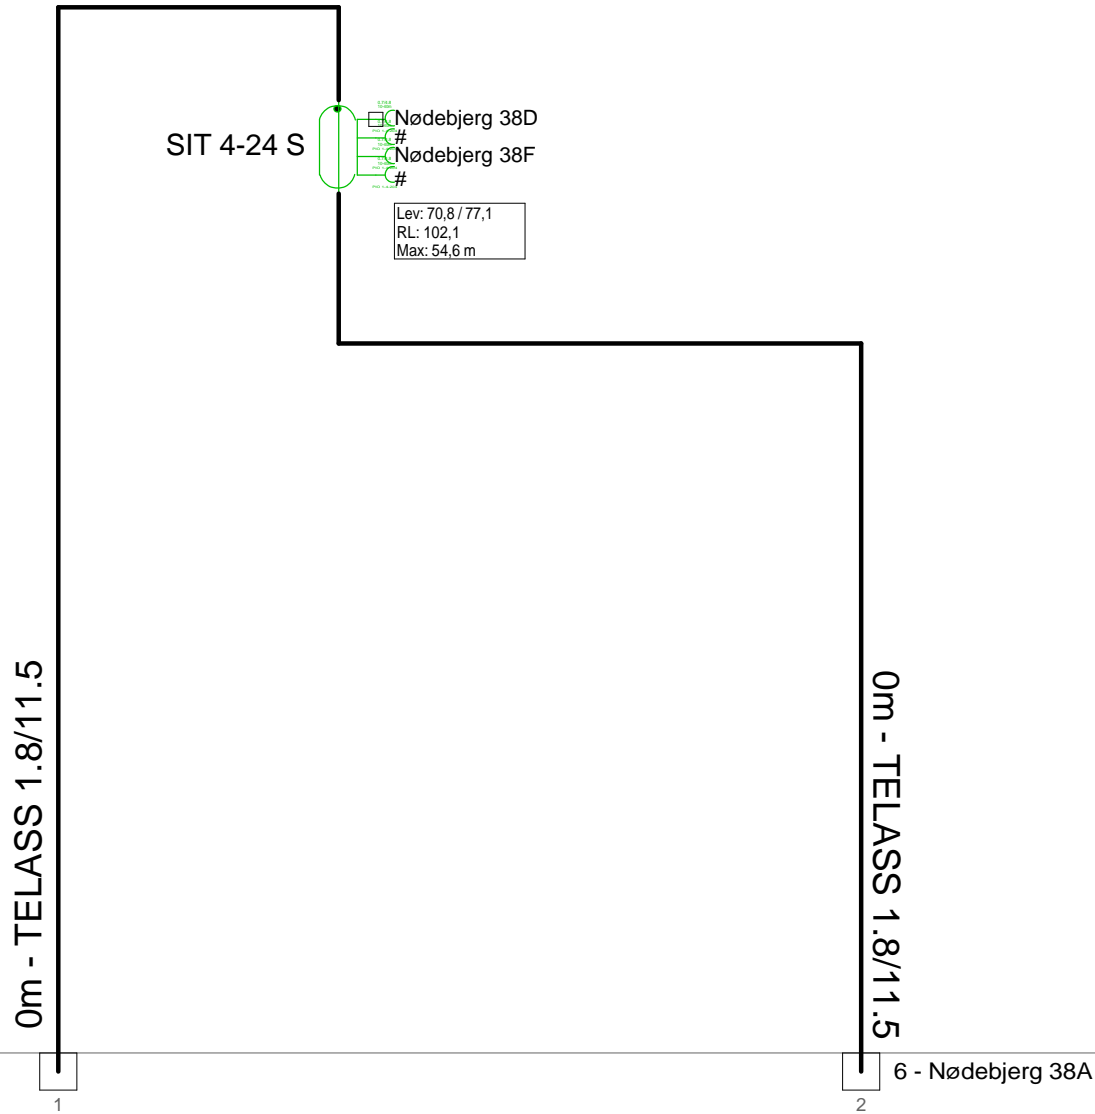 Nødebjerg 38D
#
SIT 4-24 S
Nødebjerg 38F
#
Lev: 70,8 / 77,1
RL: 102,1
Max: 54,6 m
0m - TELASS 1.8/11.5
0m - TELASS 1.8/11.5
6 - Nødebjerg 38A
1
2